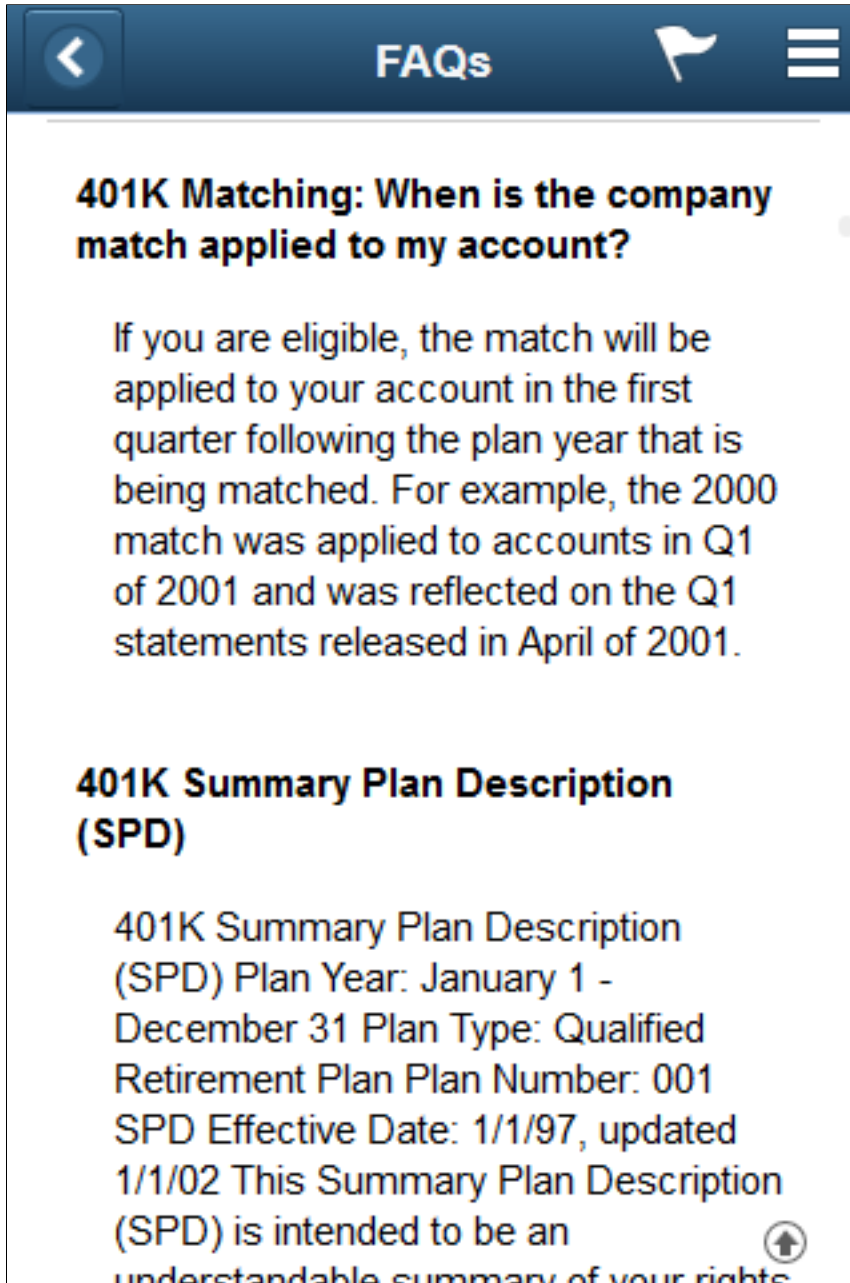 FAQs
401K Matching: When is the company
match applied to my account?
If you are eligible, the match will be
applied to your account in the first
quarter following the plan year that is
being matched. For example, the 2000
match was applied to accounts in Q1
of 2001 and was reflected on the Q1
statements released in April of 2001.
401K Summary Plan Description
(SPD)
401K Summary Plan Description
(SPD) Plan Year: January 1 -
December 31 Plan Type: Qualified
Retirement Plan Plan Number: 001
SPD Effective Date: 1/1/97, updated
1/1/02 This Summary Plan Description
(SPD) is intended to be an
understandable summary of your rights